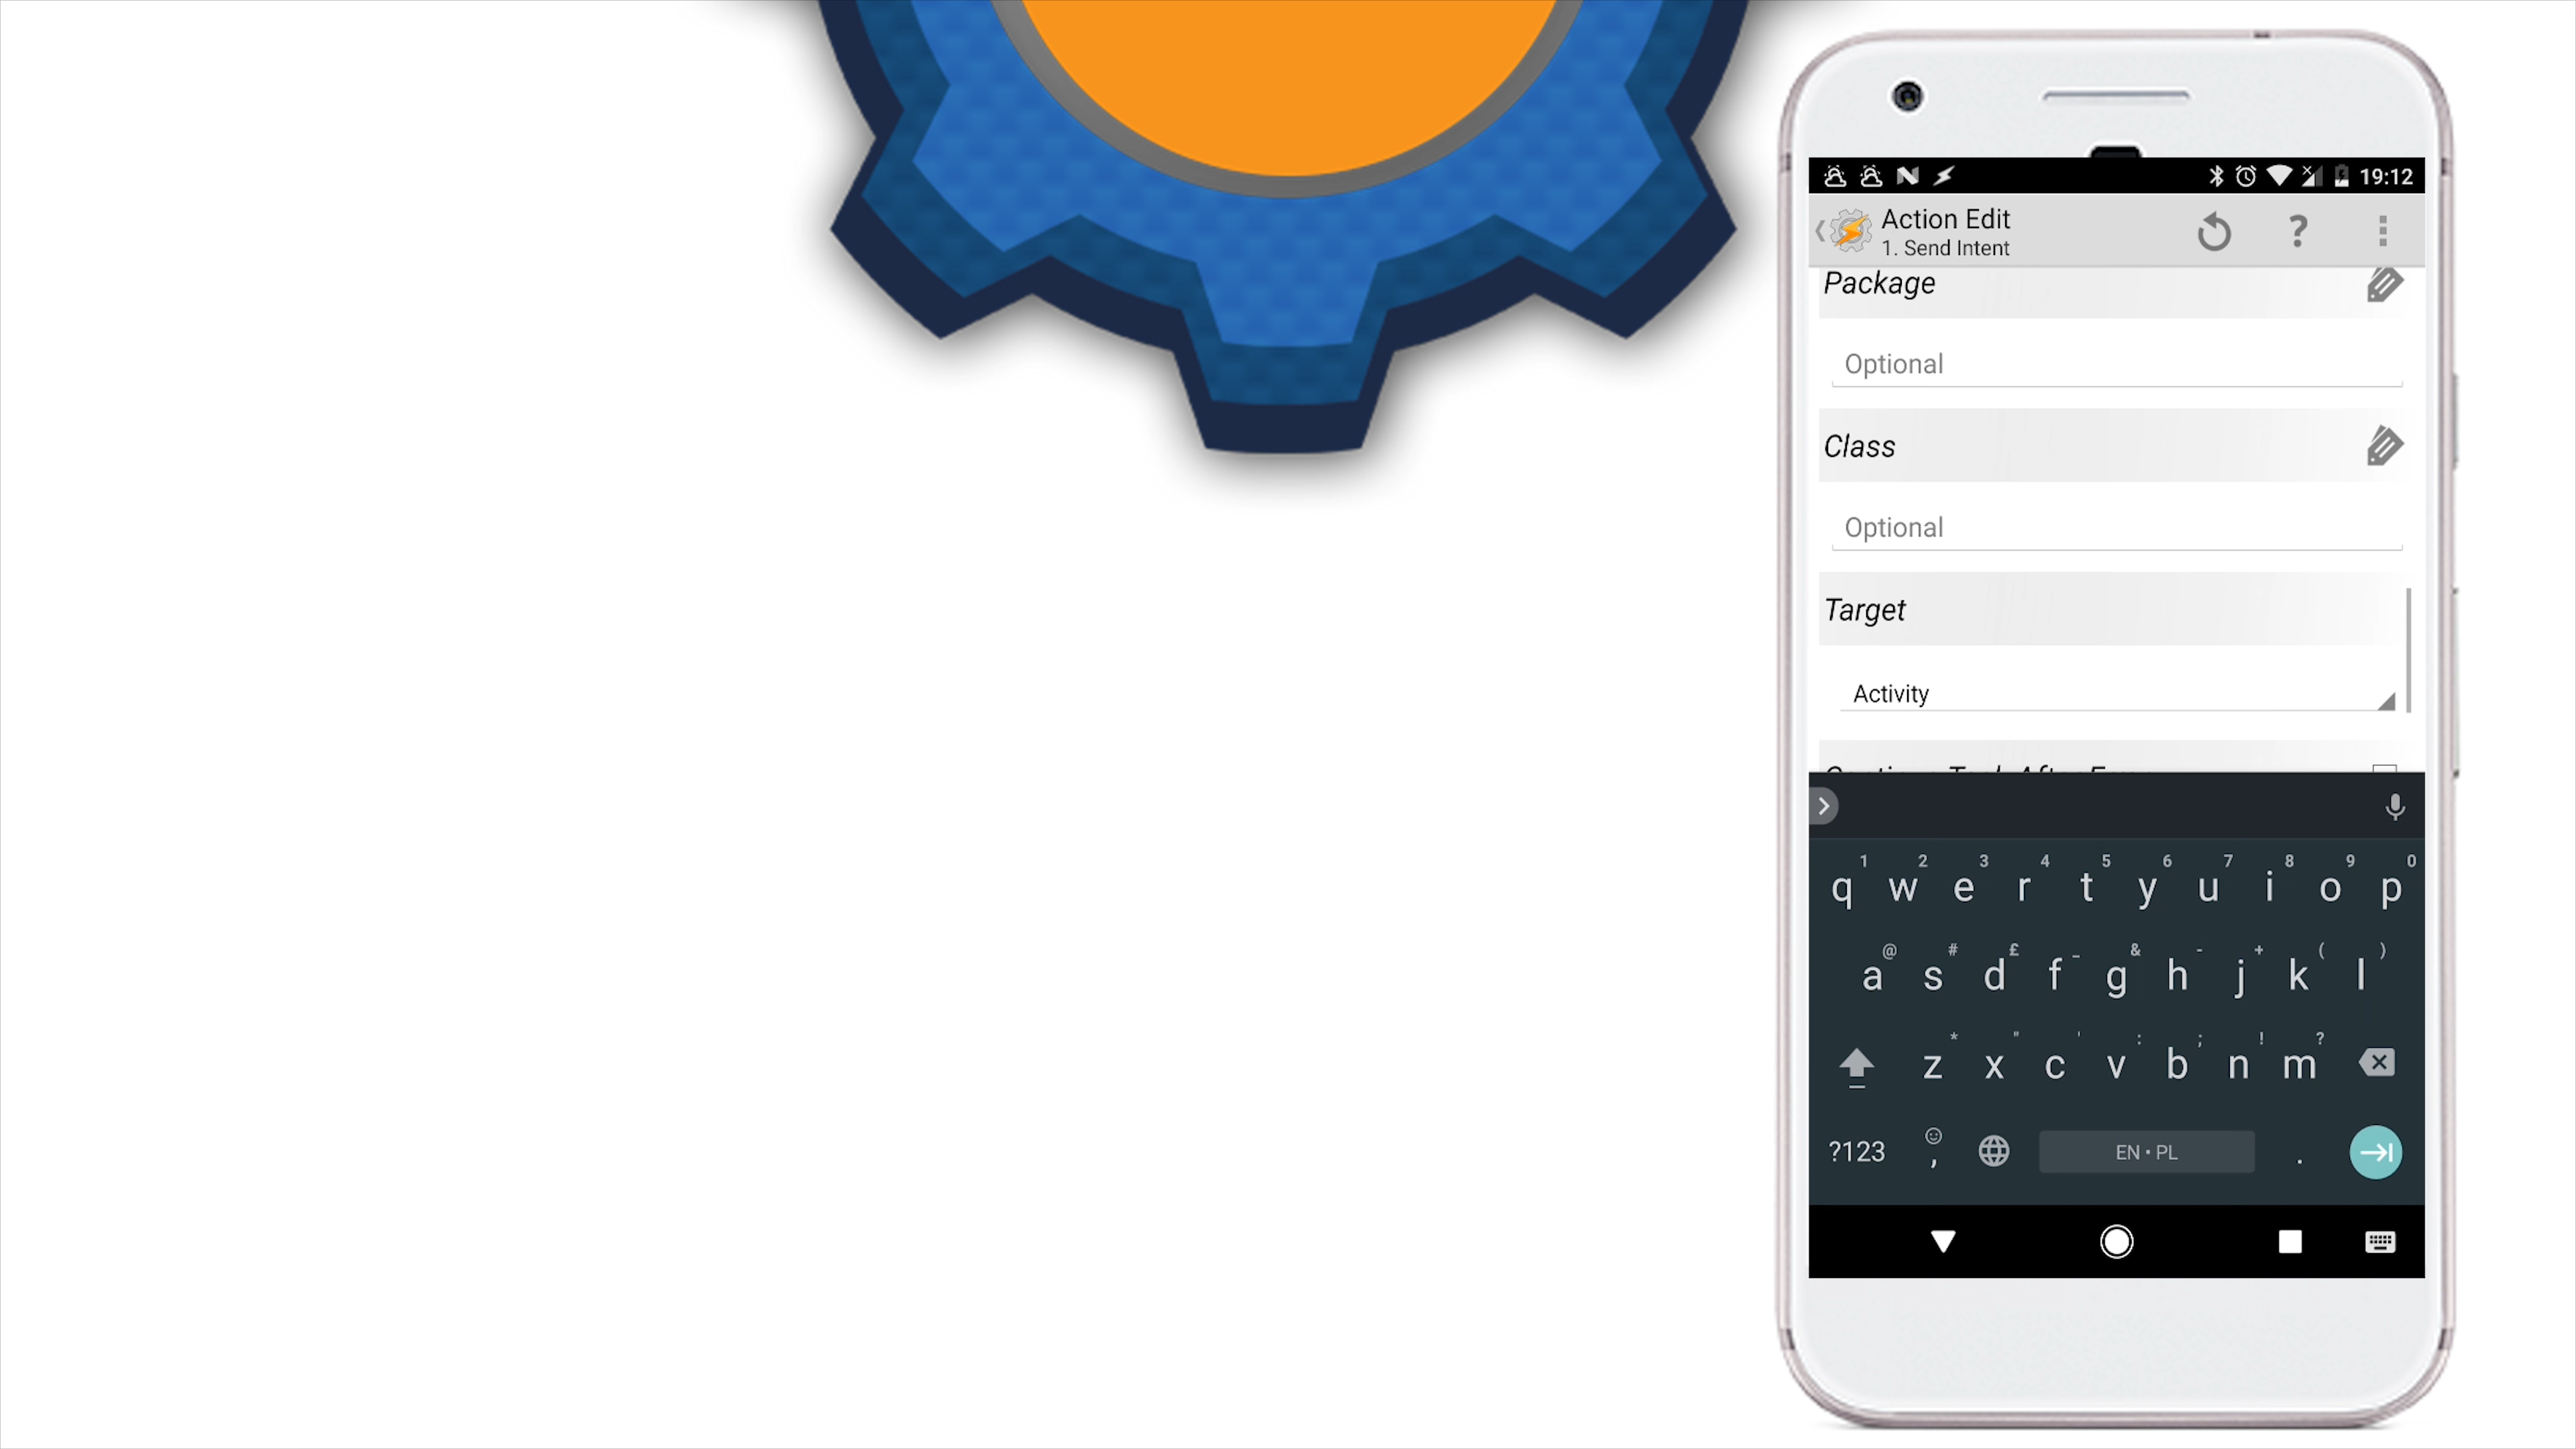 19:12
Action Edit
1. Send Intent
Package
Optional
Class
Optional
Target
Activity
1 2 3 4 5 6 7 8 9 0
q w e r t y u i o p
@ # £ _ & - + ( )
a s d f g h j k l
* " ' : ; ! ?
z x c v b n m
?123 , EN • PL .